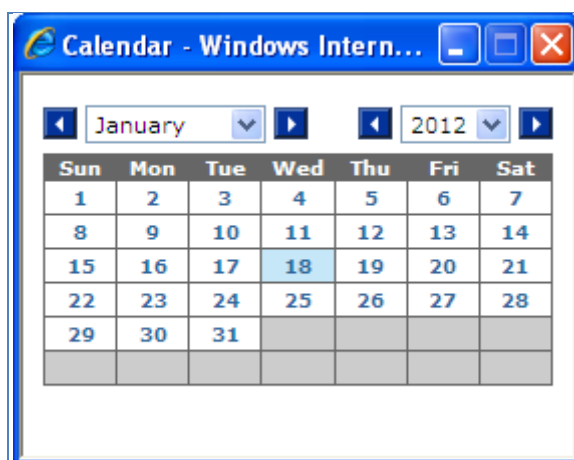 Calendar - Windows Intern...
January 2012
Sun Mon Tue Wed Thu Fri Sat
1 2 3 4 5 6 7
8 9 10 11 12 13 14
15 16 17 18 19 20 21
22 23 24 25 26 27 28
29 30 31